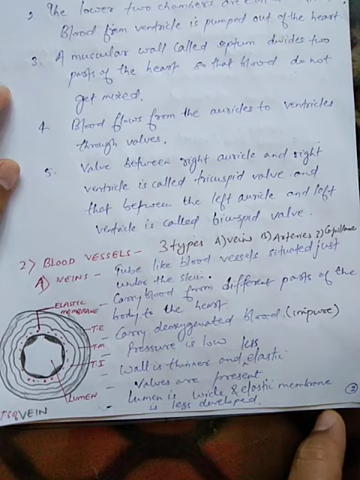 2. The lower two chambers are
Blood from ventricle is pumped out of the heart
3. A muscular wall called septum divides two
parts of the heart so that blood do not
get mixed.
4. Blood flows from the auricles to ventricles
through valves.
5. Valve between right auricle and right
ventricle is called tricuspid valve and
that between the left auricle and left
ventricle is called bicuspid valve.
2) BLOOD VESSELS - 3 types A) Veins B) Arteries
A) VEINS - Tube like blood vessels situated just
under the skin.
- Carry blood from different parts of the
body to the heart
- Carry deoxygenated blood. (impure)
- Pressure is low
- Wall is thinner and less elastic
- Valves are present
- Lumen is wide & elastic membrane
is less developed.
ELASTIC
MEMBRANE
T.E
T.M
T.I
LUMEN
VEIN
2